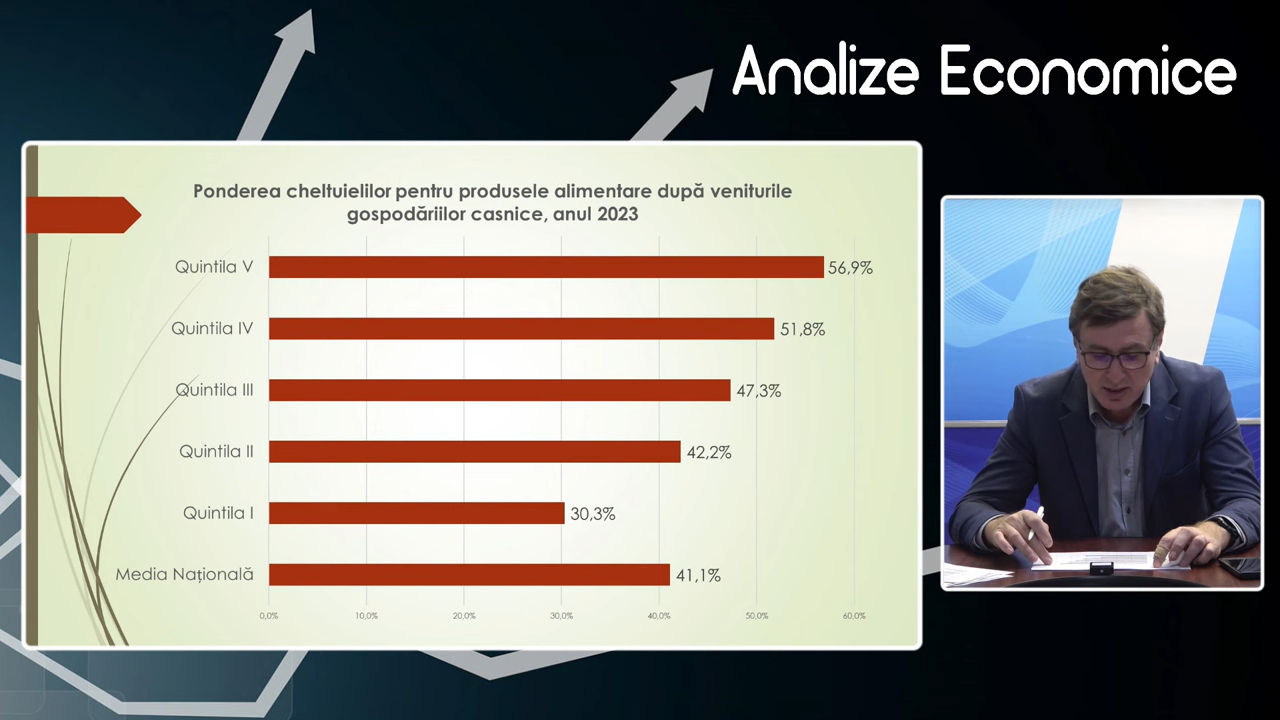 Analize Economice
Ponderea cheltuielilor pentru produsele alimentare după veniturile
gospodăriilor casnice, anul 2023
Quintila V 56,9%
Quintila IV 51,8%
Quintila III 47,3%
Quintila II 42,2%
Quintila I 30,3%
Media Națională 41,1%
0,0% 10,0% 20,0% 30,0% 40,0% 50,0% 60,0%